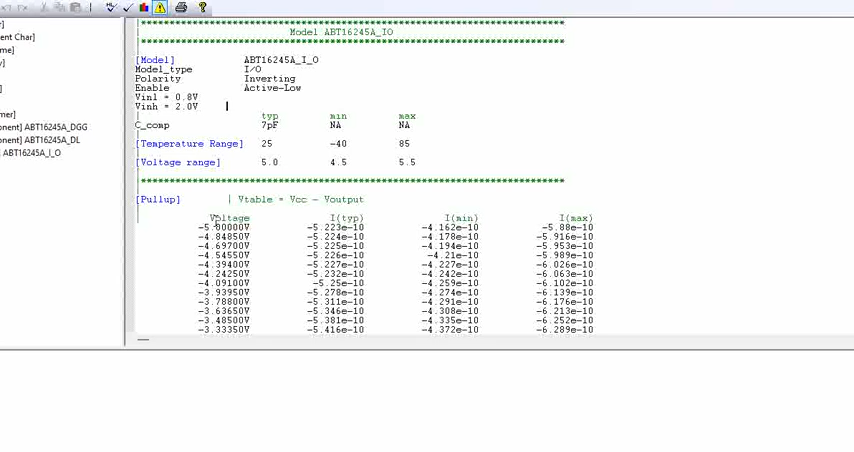 r]
ent Char]
me]
y]
]
mer]
onent] ABT16245A_DGG
onent] ABT16245A_DL
ABT16245A_I_O
|************************************************************************
| Model ABT16245A_IO
|************************************************************************
[Model] ABT16245A_I_O
Model_type I/O
Polarity Inverting
Enable Active-Low
Vinl = 0.8V
Vinh = 2.0V
| typ min max
C_comp 7pF NA NA
[Temperature Range] 25 -40 85
[Voltage range] 5.0 4.5 5.5
|************************************************************************
[Pullup] | Vtable = Vcc - Voutput
| Voltage I(typ) I(min) I(max)
-5.00000V -5.223e-10 -4.162e-10 -5.88e-10
-4.84850V -5.224e-10 -4.178e-10 -5.916e-10
-4.69700V -5.225e-10 -4.194e-10 -5.953e-10
-4.54550V -5.226e-10 -4.21e-10 -5.989e-10
-4.39400V -5.227e-10 -4.227e-10 -6.026e-10
-4.24250V -5.232e-10 -4.242e-10 -6.063e-10
-4.09100V -5.25e-10 -4.259e-10 -6.102e-10
-3.93950V -5.278e-10 -4.274e-10 -6.139e-10
-3.78800V -5.311e-10 -4.291e-10 -6.176e-10
-3.63650V -5.346e-10 -4.308e-10 -6.213e-10
-3.48500V -5.381e-10 -4.335e-10 -6.252e-10
-3.33350V -5.416e-10 -4.372e-10 -6.289e-10